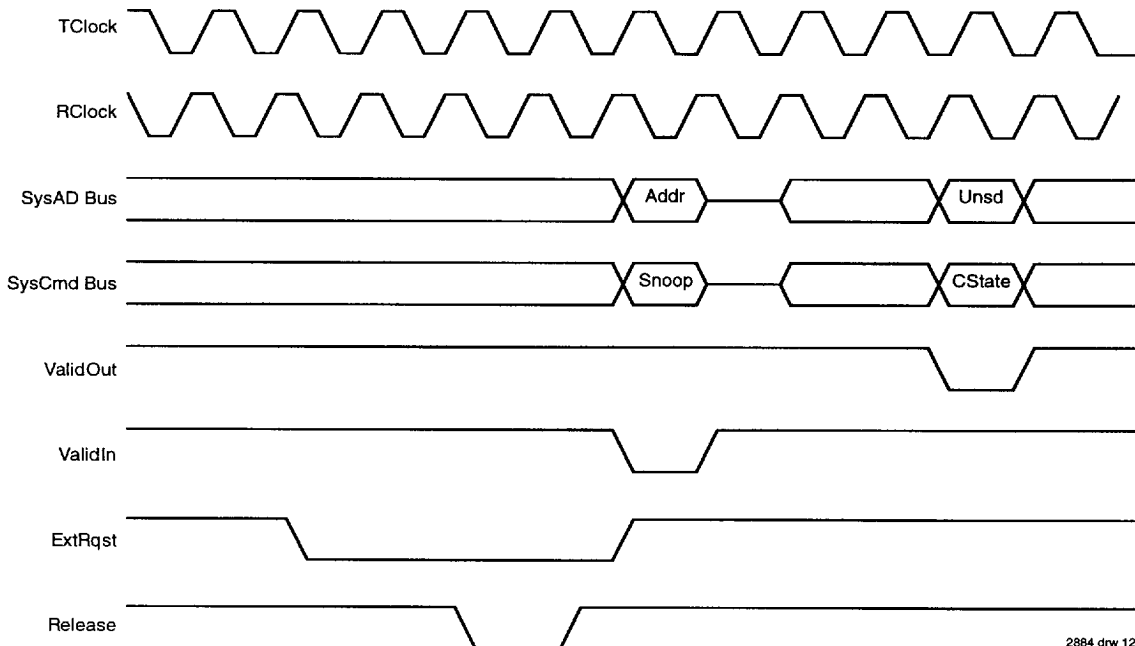 TClock
RClock
SysAD Bus
Addr
Unsd
SysCmd Bus
Snoop
CState
ValidOut
ValidIn
ExtRqst
Release
2884 drw 12